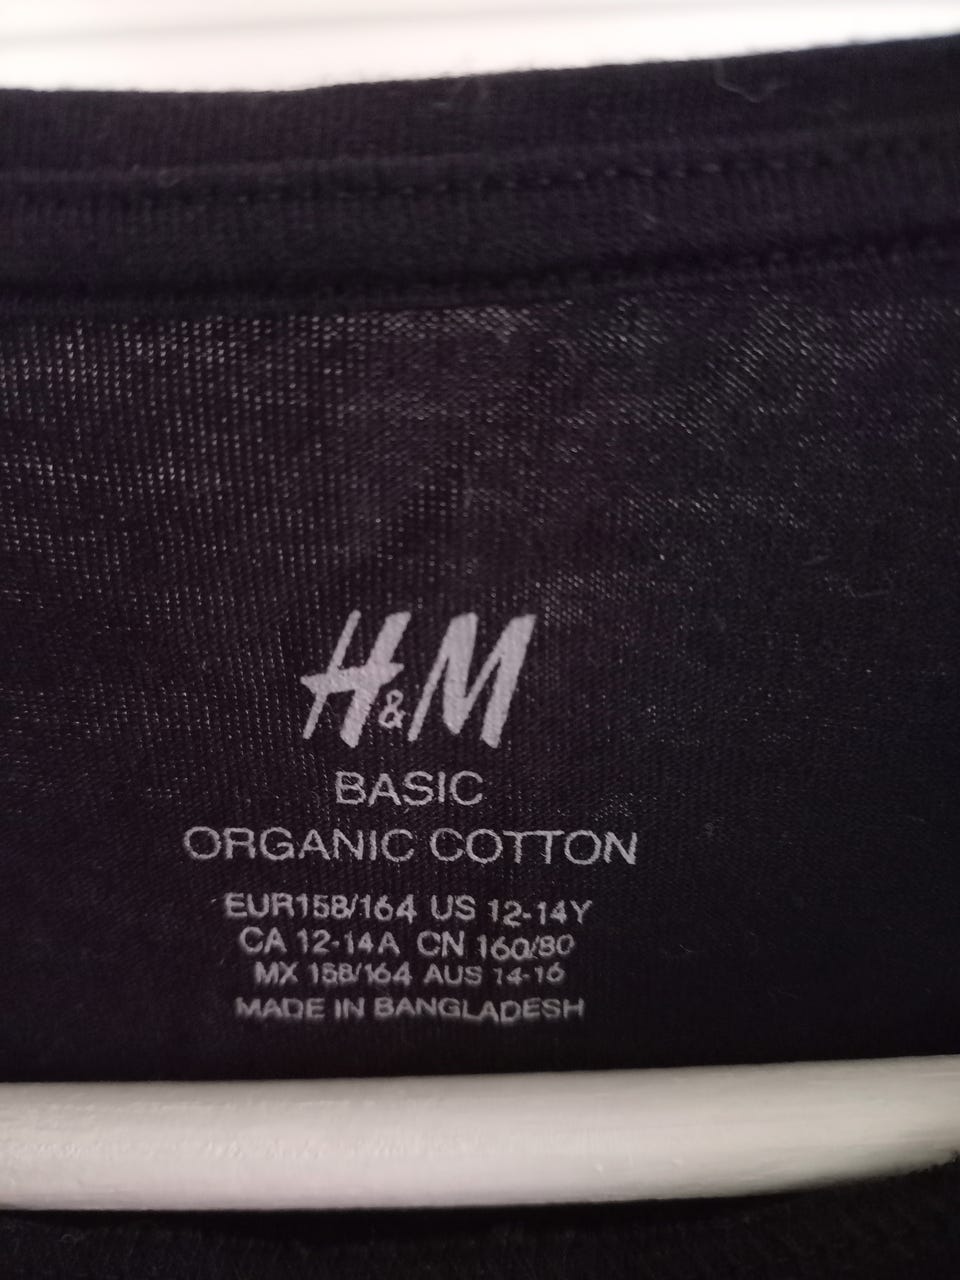 H&M
BASIC
ORGANIC COTTON
EUR158/164 US 12-14Y
CA 12-14A CN 160/80
MX 158/164 AUS 14-16
MADE IN BANGLADESH